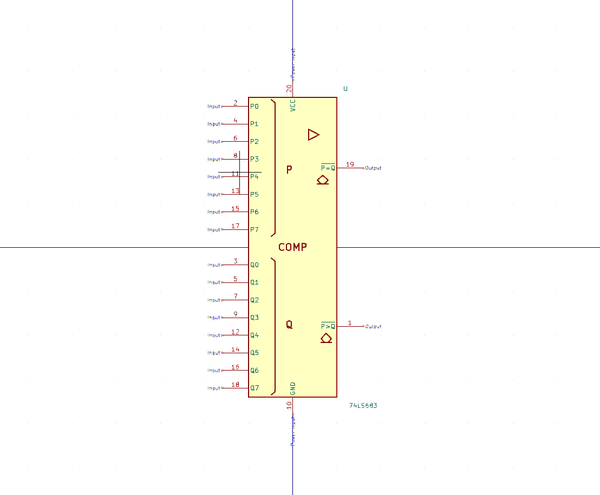 Power input
20
VCC
U
Input 2 P0
Input 4 P1
Input 6 P2
Input 8 P3
Input 11 P4
Input 13 P5
Input 15 P6
Input 17 P7
P
P=Q 19 Output
COMP
Input 3 Q0
Input 5 Q1
Input 7 Q2
Input 9 Q3
Input 12 Q4
Input 14 Q5
Input 16 Q6
Input 18 Q7
Q
P>Q 1 Output
GND
10
74LS683
Power input